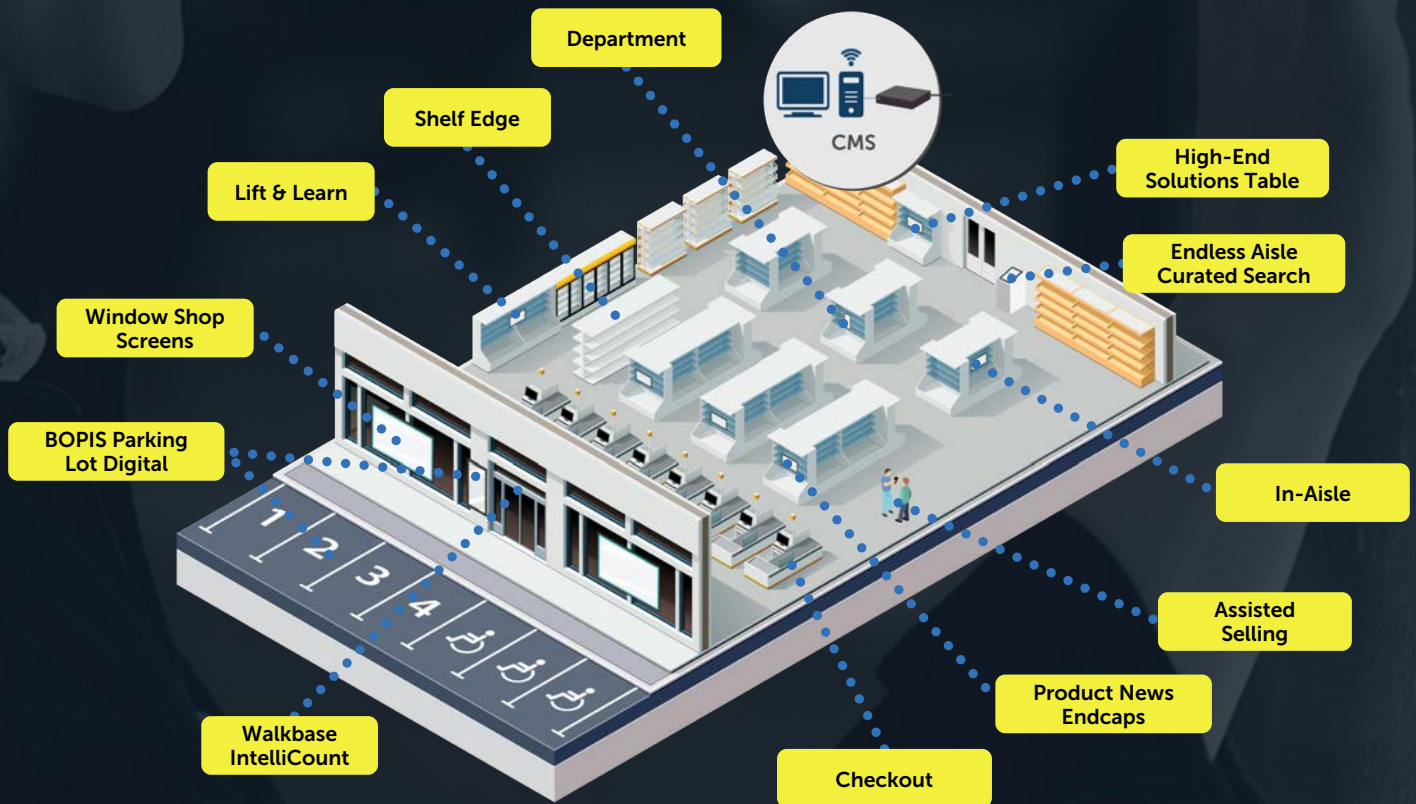 Department
CMS
Shelf Edge
High-End
Solutions Table
Lift & Learn
Endless Aisle
Curated Search
Window Shop
Screens
BOPIS Parking
Lot Digital
In-Aisle
1
2
3
4
Assisted
Selling
Product News
Endcaps
Walkbase
IntelliCount
Checkout